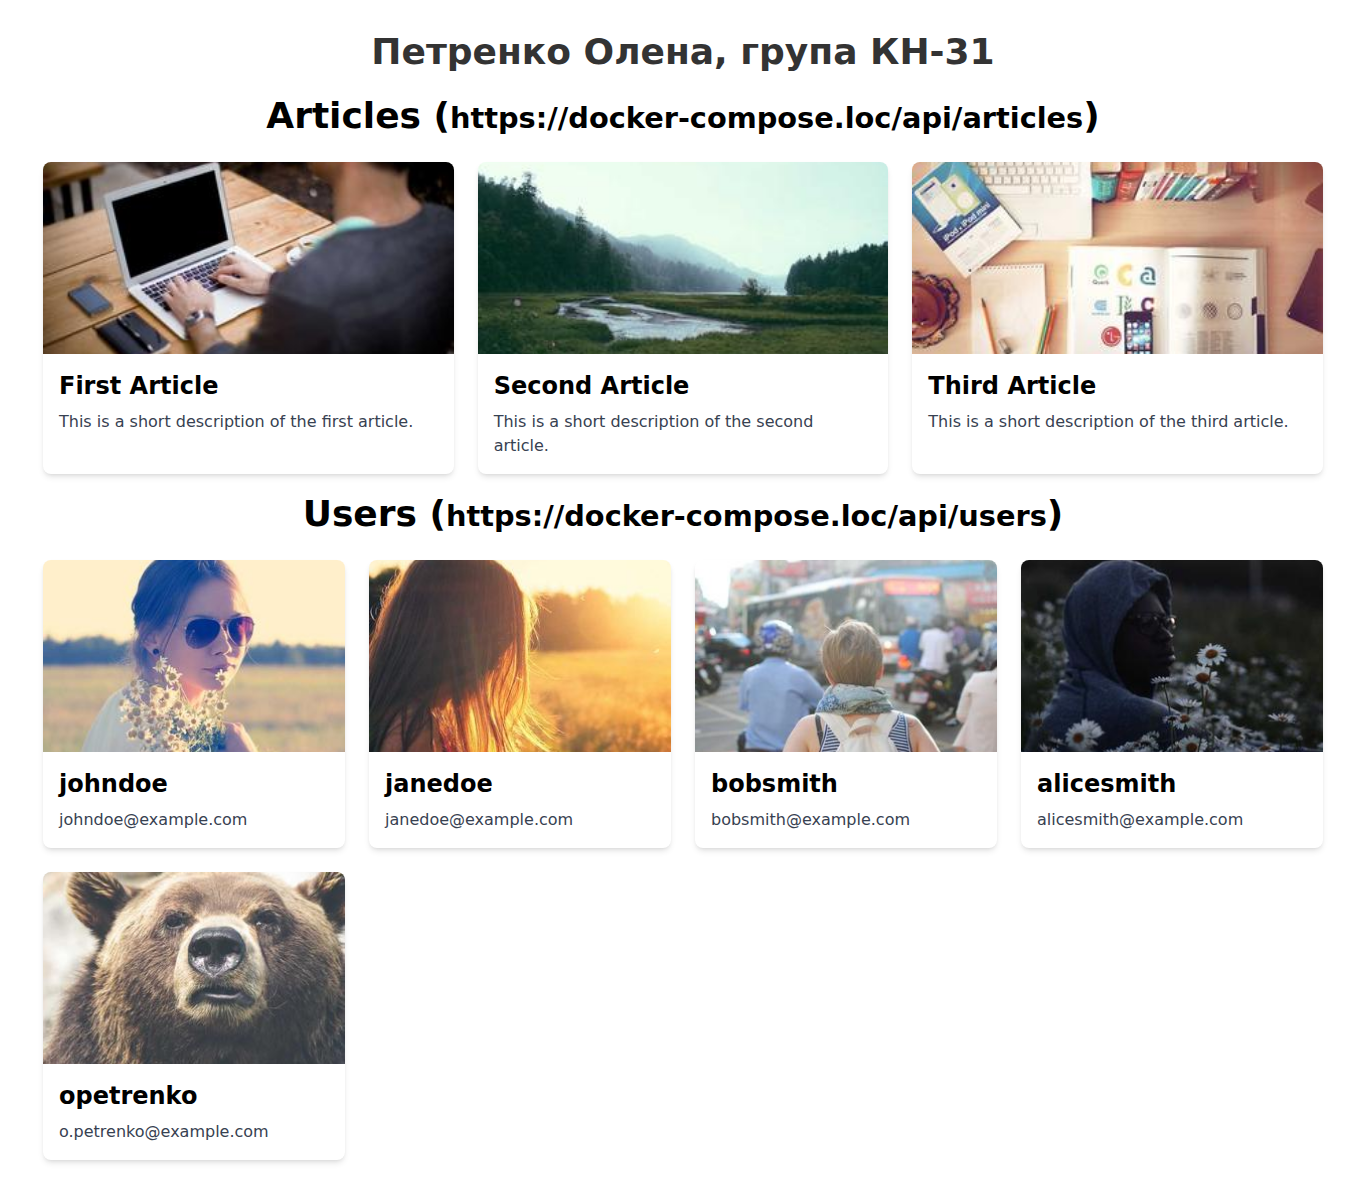 Петренко Олена, група КН-31
Articles (https://docker-compose.loc/api/articles)
iPod . iPod mini
First Article
This is a short description of the first article.
Second Article
This is a short description of the second
article.
Third Article
This is a short description of the third article.
Users (https://docker-compose.loc/api/users)
johndoe
johndoe@example.com
janedoe
janedoe@example.com
bobsmith
bobsmith@example.com
alicesmith
alicesmith@example.com
opetrenko
o.petrenko@example.com